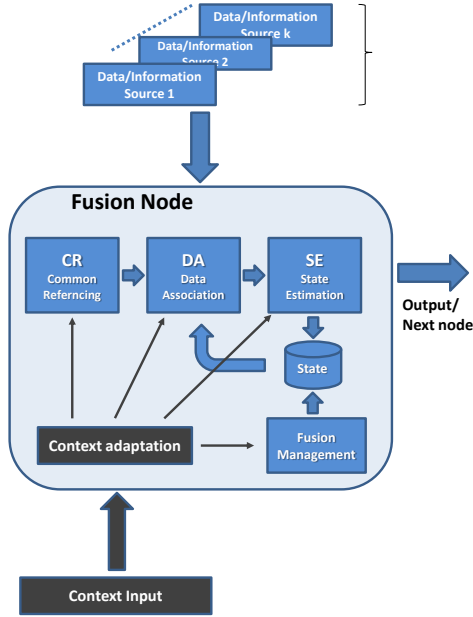 Data/Information
Source k
Data/Information
Source 2
Data/Information
Source 1
Fusion Node
CR
Common
Referncing
DA
Data
Association
SE
State
Estimation
Output/
Next node
State
Context adaptation
Fusion
Management
Context Input